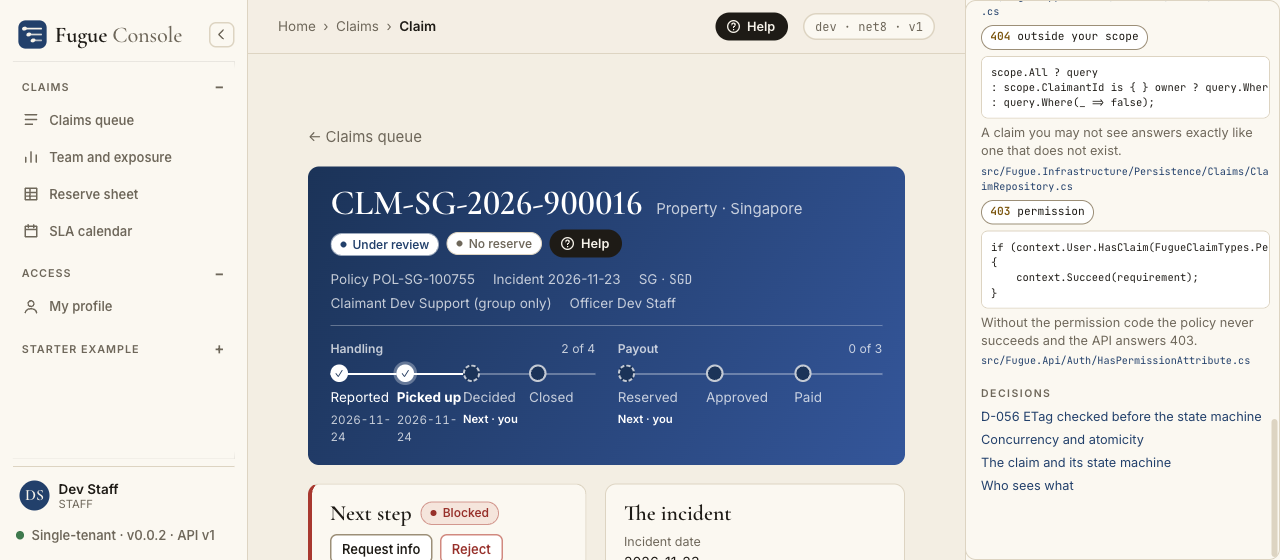 Fugue Console
CLAIMS
Claims queue
Team and exposure
Reserve sheet
SLA calendar
ACCESS
My profile
STARTER EXAMPLE
DS
Dev Staff
STAFF
Single-tenant · v0.0.2 · API v1
Home › Claims › Claim
Help
dev · net8 · v1
← Claims queue
CLM-SG-2026-900016 Property · Singapore
Under review
No reserve
Help
Policy POL-SG-100755 Incident 2026-11-23 SG · SGD
Claimant Dev Support (group only) Officer Dev Staff
Handling 2 of 4
Reported Picked up Decided Closed
2026-11-24 2026-11-24 Next · you
Payout 0 of 3
Reserved Approved Paid
Next · you
Next step Blocked
Request info Reject
The incident
Incident date
.cs
404 outside your scope
scope.All ? query
: scope.ClaimantId is { } owner ? query.Wher
: query.Where(_ => false);
A claim you may not see answers exactly like
one that does not exist.
src/Fugue.Infrastructure/Persistence/Claims/Cla
imRepository.cs
403 permission
if (context.User.HasClaim(FugueClaimTypes.Pe
{
context.Succeed(requirement);
}
Without the permission code the policy never
succeeds and the API answers 403.
src/Fugue.Api/Auth/HasPermissionAttribute.cs
DECISIONS
D-056 ETag checked before the state machine
Concurrency and atomicity
The claim and its state machine
Who sees what